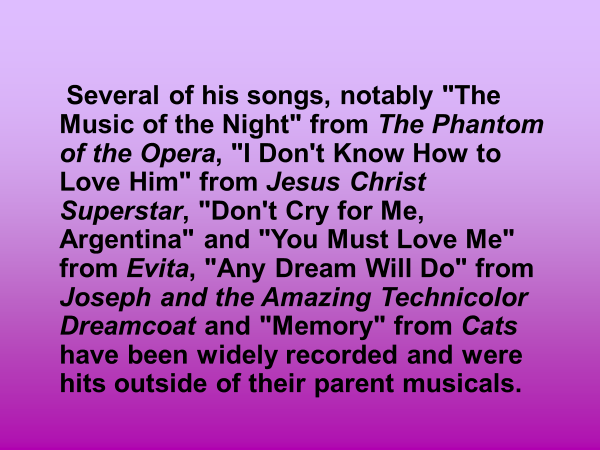 Several of his songs, notably "The
Music of the Night" from The Phantom
of the Opera, "I Don't Know How to
Love Him" from Jesus Christ
Superstar, "Don't Cry for Me,
Argentina" and "You Must Love Me"
from Evita, "Any Dream Will Do" from
Joseph and the Amazing Technicolor
Dreamcoat and "Memory" from Cats
have been widely recorded and were
hits outside of their parent musicals.